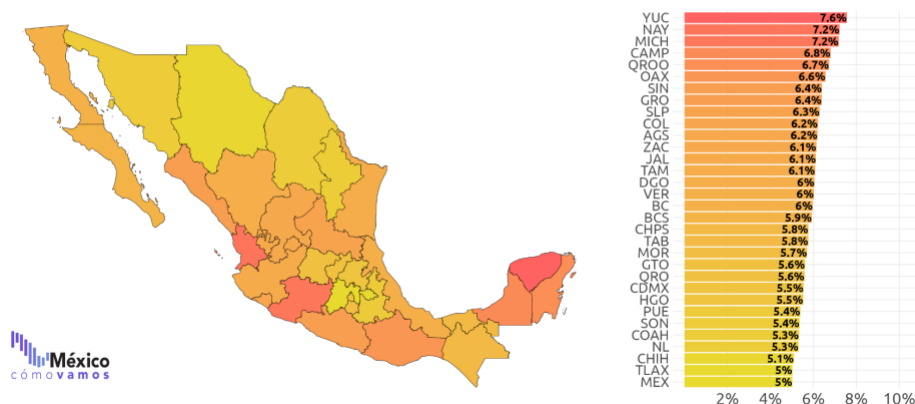 YUC 7.6%
NAY 7.2%
MICH 7.2%
CAMP 6.8%
QROO 6.7%
OAX 6.6%
SIN 6.4%
GRO 6.4%
SLP 6.3%
COL 6.2%
AGS 6.2%
ZAC 6.1%
JAL 6.1%
TAM 6.1%
DGO 6%
VER 6%
BC 6%
BCS 5.9%
CHPS 5.8%
TAB 5.8%
MOR 5.7%
GTO 5.6%
QRO 5.6%
CDMX 5.5%
HGO 5.5%
PUE 5.4%
SON 5.4%
COAH 5.3%
NL 5.3%
CHIH 5.1%
TLAX 5%
MEX 5%
2% 4% 6% 8% 10%
México
cómovamos